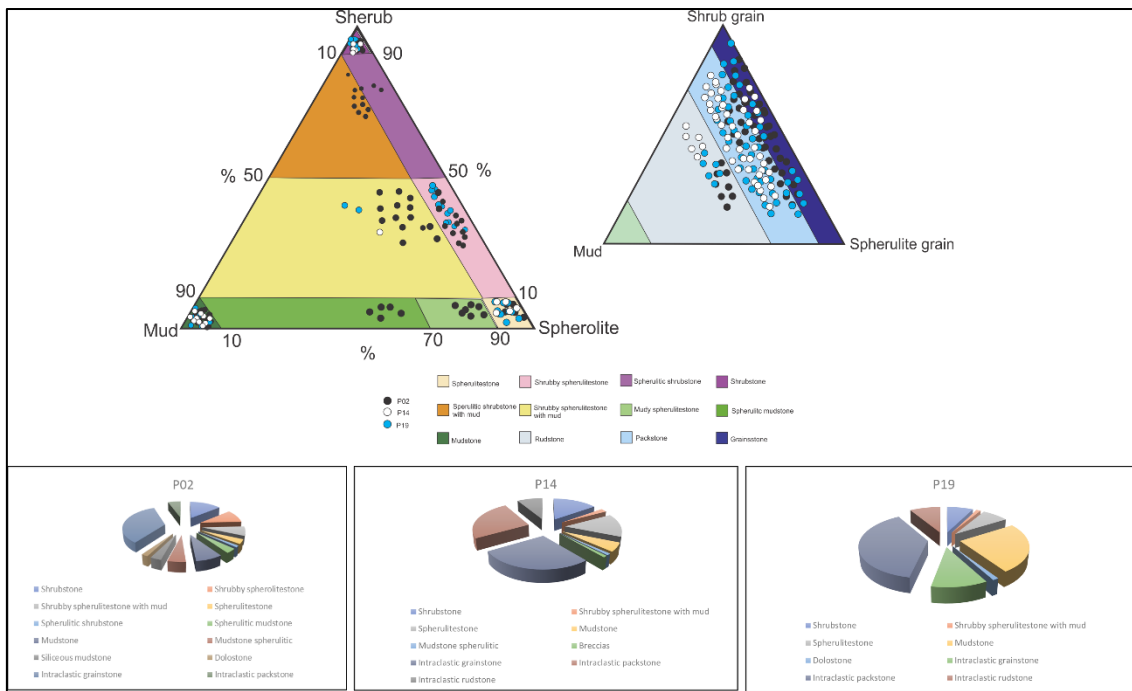 Sherub
10 90
% 50 50 %
90 10
Mud Spherolite
10 70 90
%
Shrub grain
Mud Spherulite grain
P02
P14
P19
Spherulitestone Shrubby spherulitestone Spherulitic shrubstone Shrubstone
Sperulitic shrubstone with mud Shrubby spherulitestone with mud Mudy spherulitestone Spherulitc mudstone
Mudstone Rudstone Packstone Grainsstone
P02
Shrubstone Shrubby spherolitestone
Shrubby spherulitestone with mud Spherulitestone
Spherulitic shrubstone Spherulitic mudstone
Mudstone Mudstone spherulitic
Siliceous mudstone Dolostone
Intraclastic grainstone Intraclastic packstone
P14
Shrubstone Shrubby spherulitestone with mud
Spherulitestone Mudstone
Mudstone spherulitic Breccias
Intraclastic grainstone Intraclastic packstone
Intraclastic rudstone
P19
Shrubstone Shrubby spherulitestone with mud
Spherulitestone Mudstone
Dolostone Intraclastic grainstone
Intraclastic packstone Intraclastic rudstone